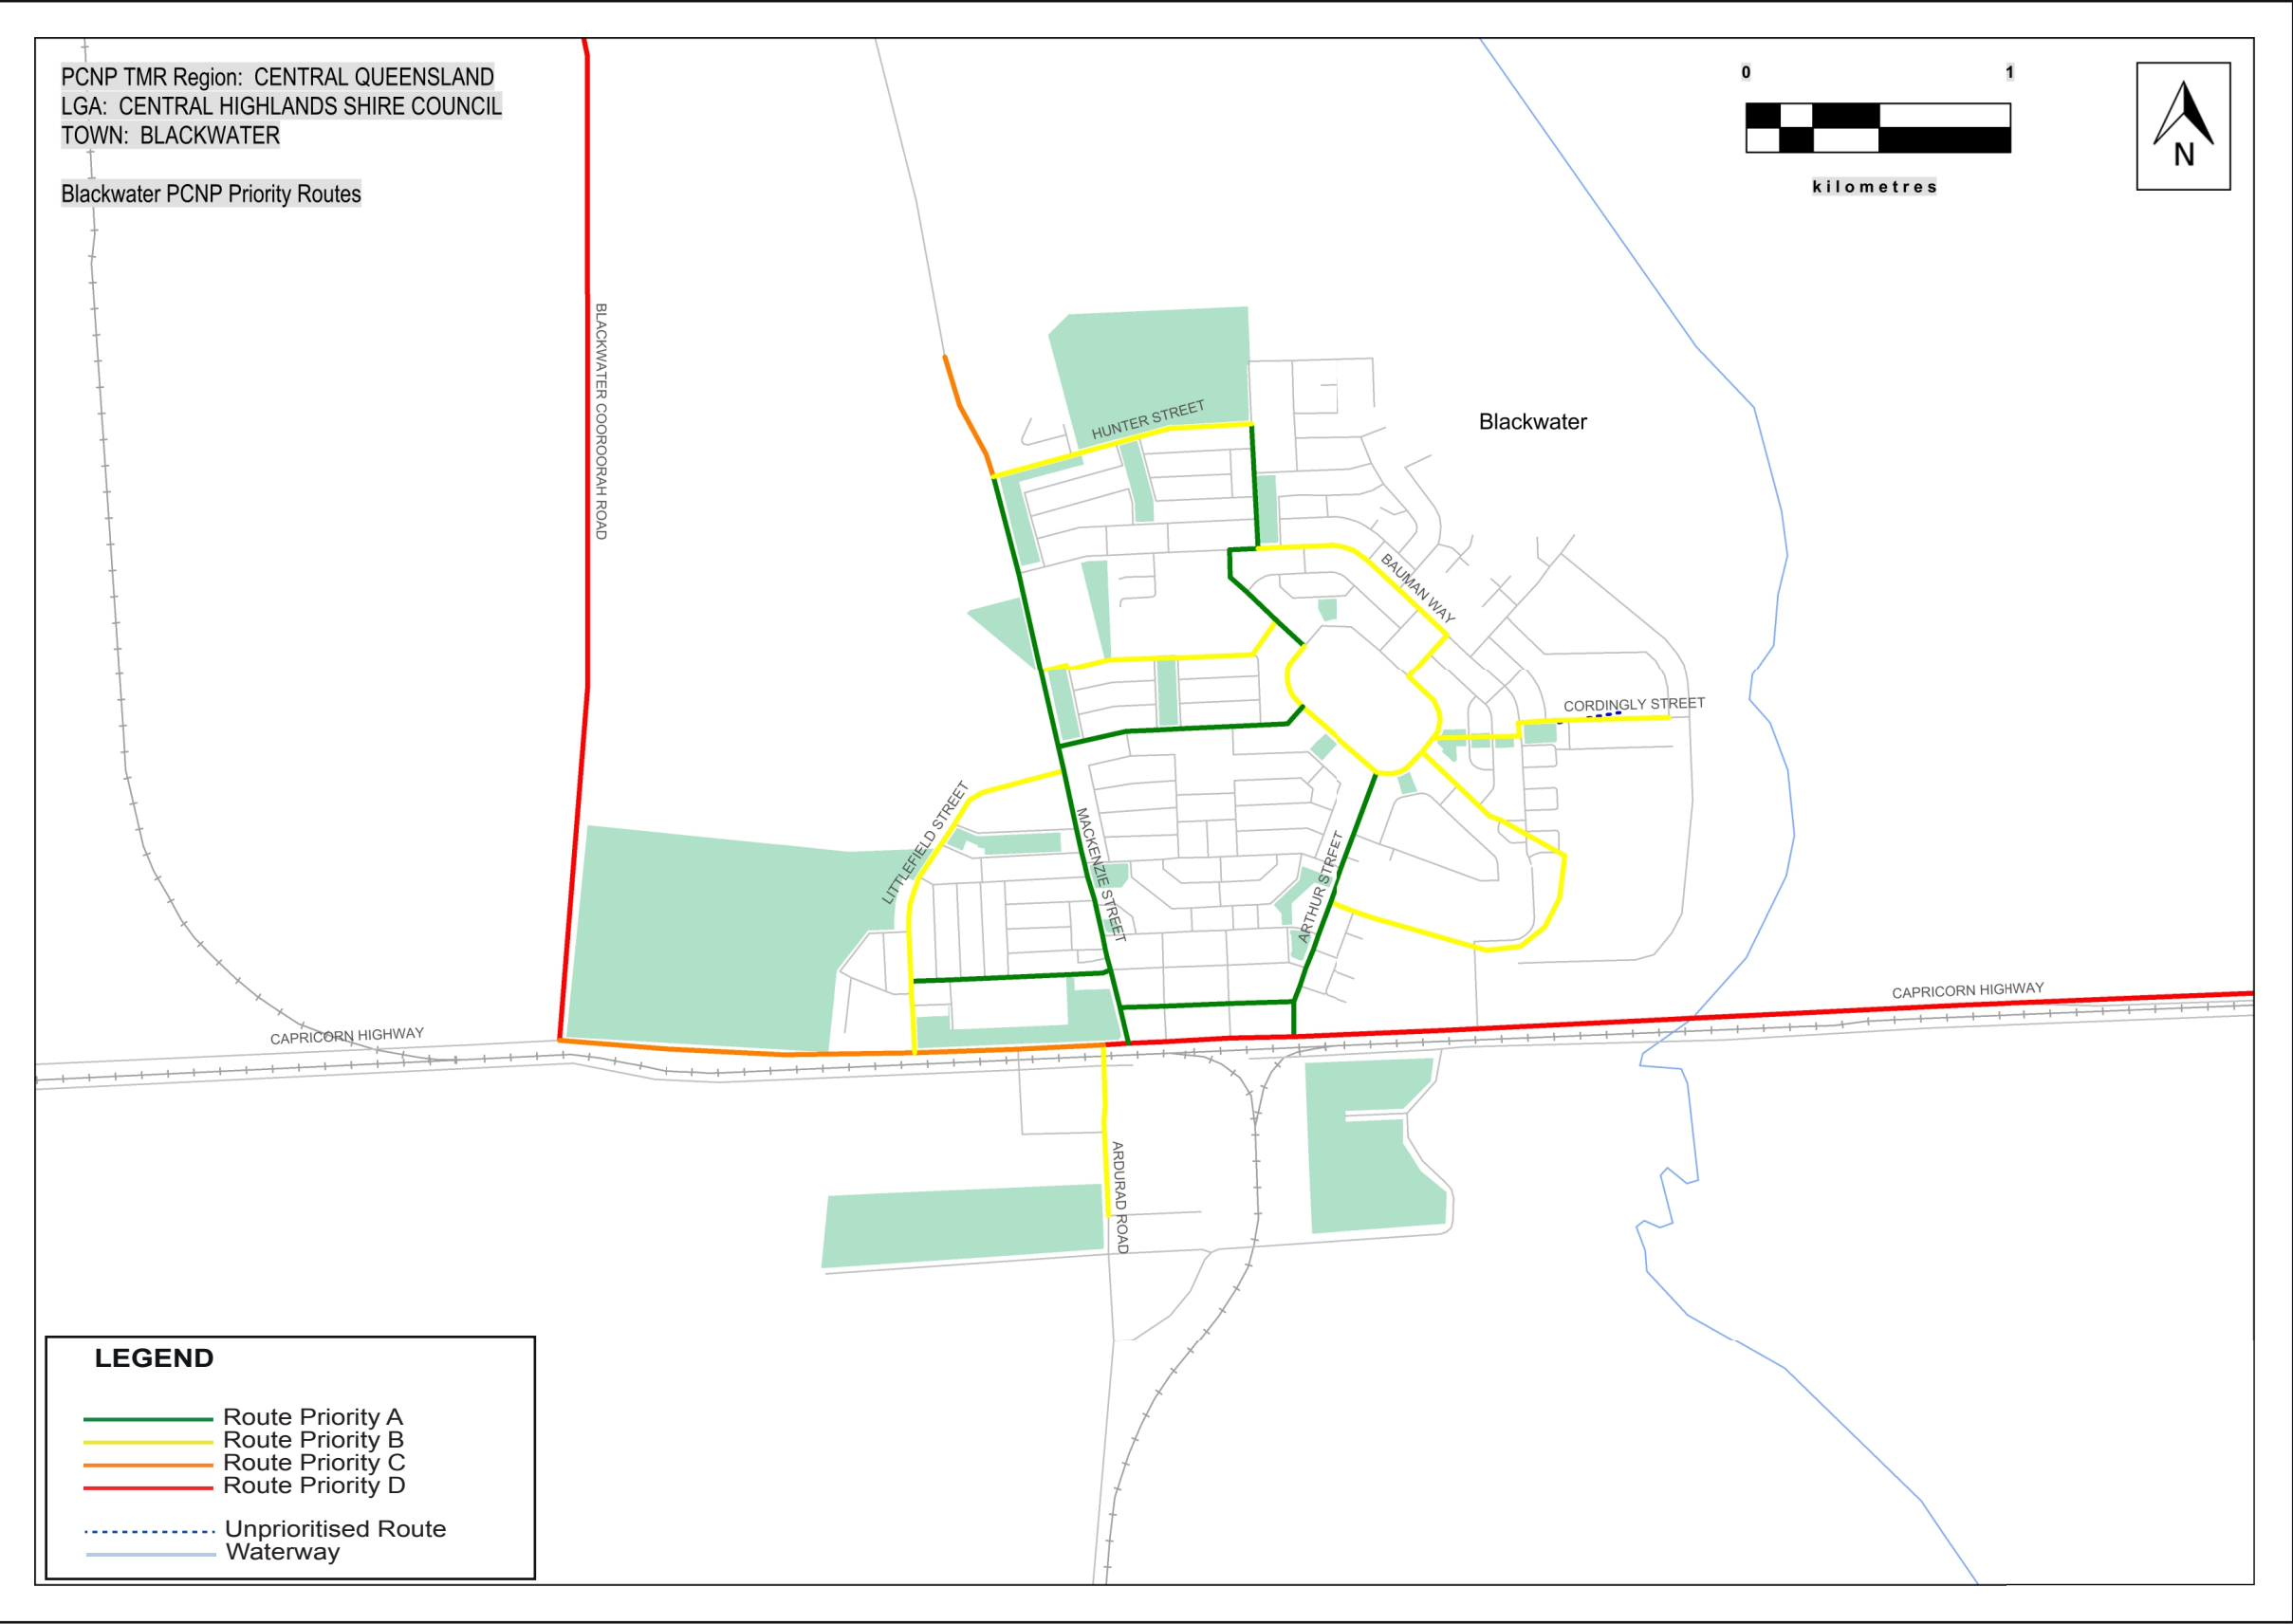 PCNP TMR Region:  CENTRAL QUEENSLAND
LGA:  CENTRAL HIGHLANDS SHIRE COUNCIL
TOWN:  BLACKWATER
Blackwater PCNP Priority Routes
0 1
kilometres
N
BLACKWATER COOROORAH ROAD
HUNTER STREET
Blackwater
BAUMAN WAY
CORDINGLY STREET
LITTLEFIELD STREET
MACKENZIE STREET
ARTHUR STREET
CAPRICORN HIGHWAY
CAPRICORN HIGHWAY
ARDURAD ROAD
LEGEND
Route Priority A
Route Priority B
Route Priority C
Route Priority D
Unprioritised Route
Waterway